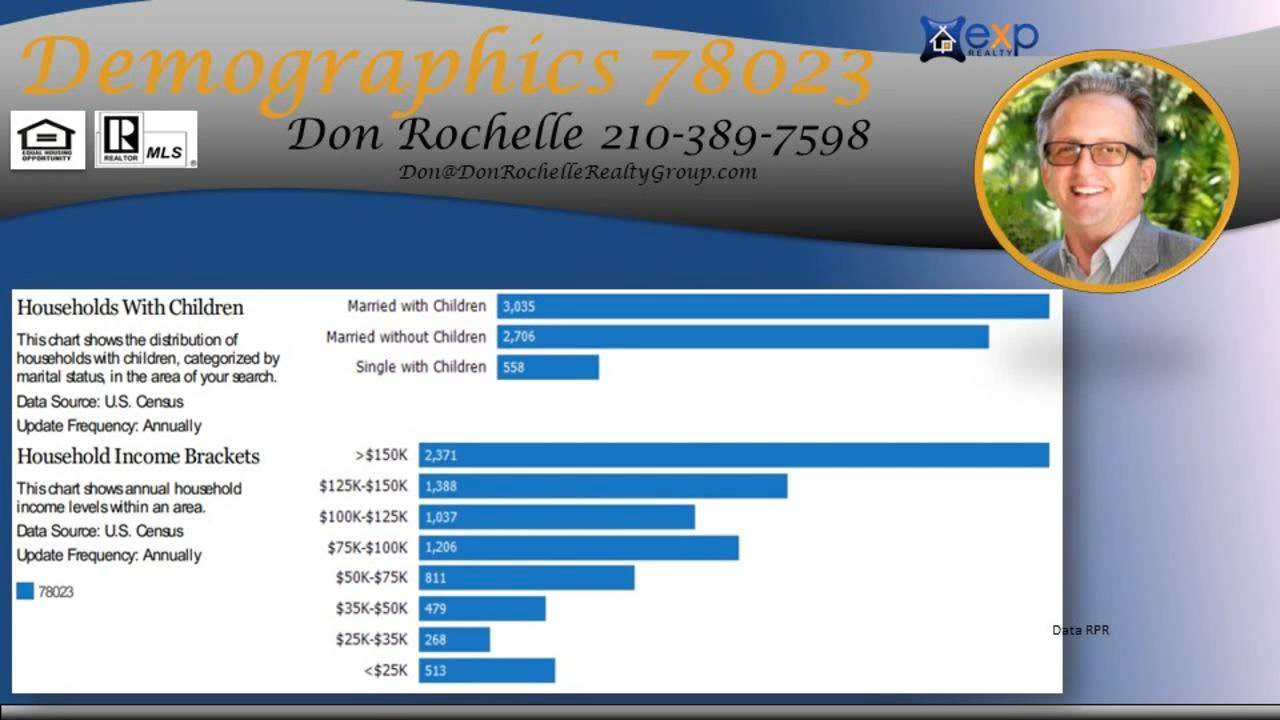 Demographics 78023
exp
REALTY
EQUAL HOUSING
OPPORTUNITY
R
REALTOR
MLS
®
Don Rochelle 210-389-7598
Don@DonRochelleRealtyGroup.com
Households With Children
This chart shows the distribution of
households with children, categorized by
marital status, in the area of your search.
Data Source: U.S. Census
Update Frequency: Annually
Married with Children 3,035
Married without Children 2,706
Single with Children 558
Household Income Brackets
This chart shows annual household
income levels within an area.
Data Source: U.S. Census
Update Frequency: Annually
78023
>$150K 2,371
$125K-$150K 1,388
$100K-$125K 1,037
$75K-$100K 1,206
$50K-$75K 811
$35K-$50K 479
$25K-$35K 268
<$25K 513
Data RPR